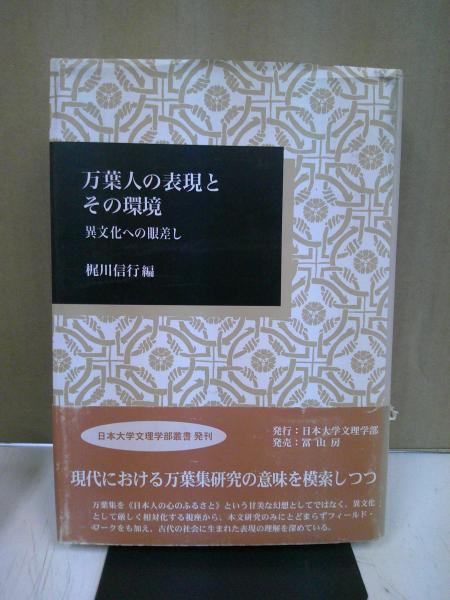 万葉人の表現と
その環境
異文化への眼差し
梶川信行 編
日本大学文理学部叢書 発刊
発行：日本大学文理学部
発売：冨山房
現代における万葉集研究の意味を模索しつつ
万葉集を《日本人の心のふるさと》という甘美な幻想としてではなく、異文化
として厳しく相対化する視座から、本文研究のみにとどまらずフィールド・
ワークをも加え、古代の社会に生まれた表現の理解を深めている。